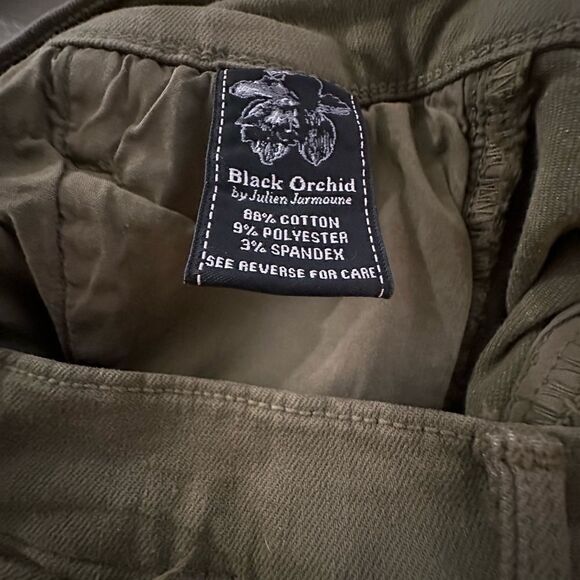 Black Orchid
by Julien Jarmoune
88% COTTON
9% POLYESTER
3% SPANDEX
SEE REVERSE FOR CARE